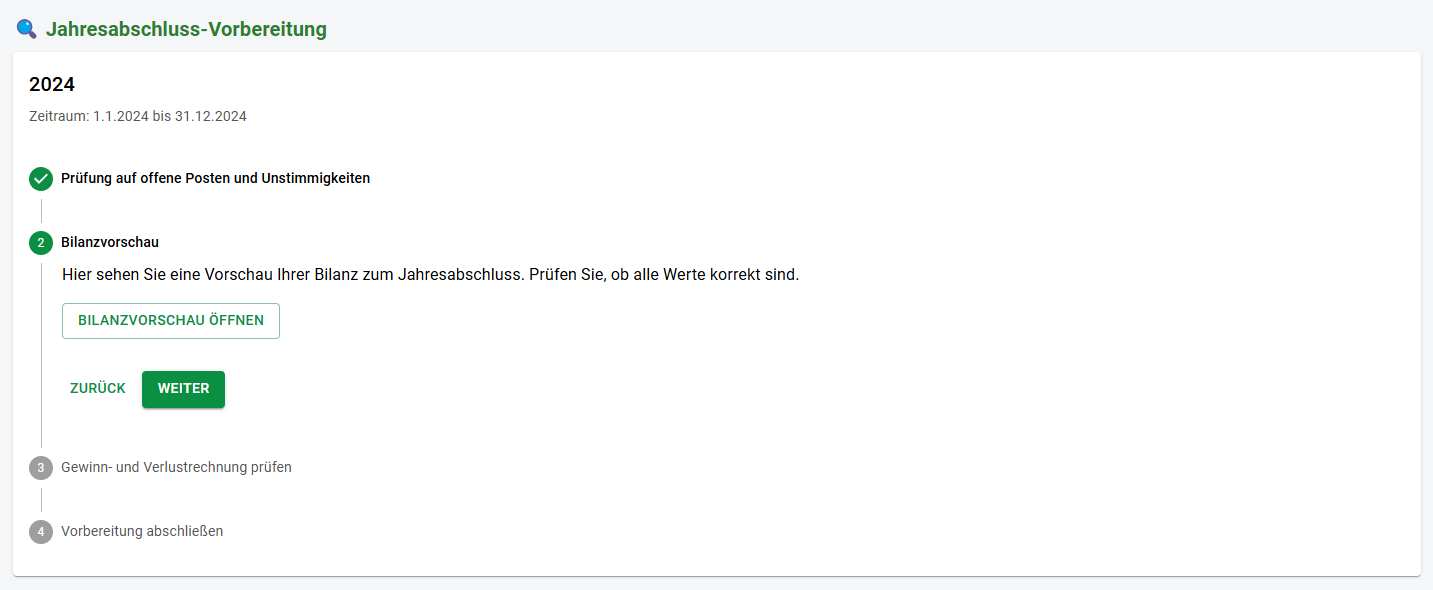 Jahresabschluss-Vorbereitung
2024
Zeitraum: 1.1.2024 bis 31.12.2024
Prüfung auf offene Posten und Unstimmigkeiten
2 Bilanzvorschau
Hier sehen Sie eine Vorschau Ihrer Bilanz zum Jahresabschluss. Prüfen Sie, ob alle Werte korrekt sind.
BILANZVORSCHAU ÖFFNEN
ZURÜCK WEITER
3 Gewinn- und Verlustrechnung prüfen
4 Vorbereitung abschließen